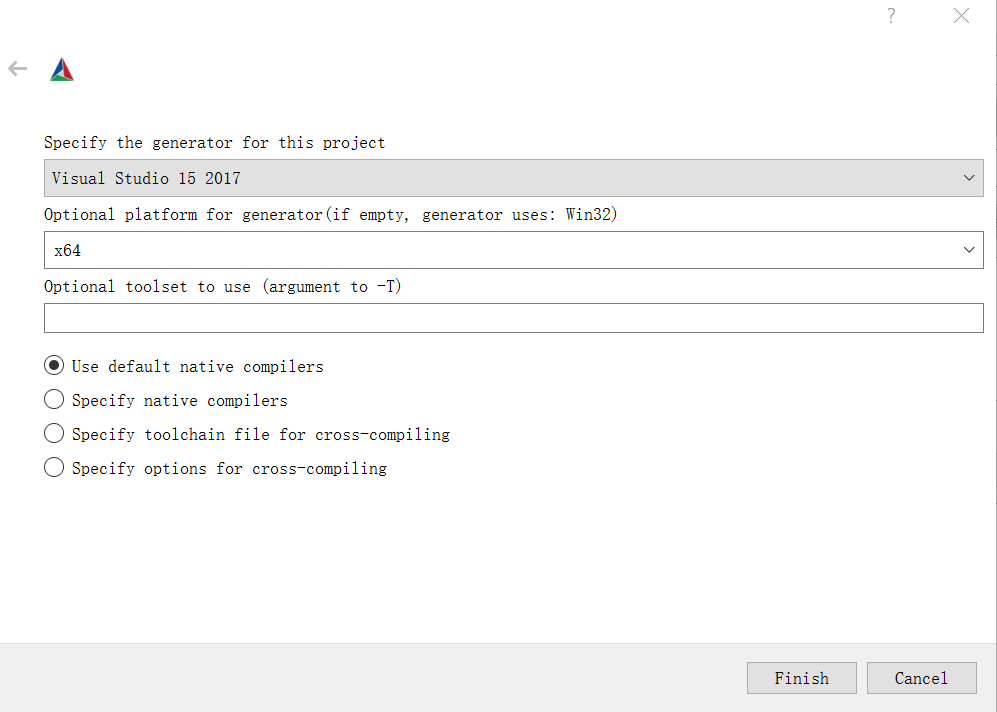 Specify the generator for this project
Visual Studio 15 2017
Optional platform for generator(if empty, generator uses: Win32)
x64
Optional toolset to use (argument to -T)
Use default native compilers
Specify native compilers
Specify toolchain file for cross-compiling
Specify options for cross-compiling
Finish
Cancel